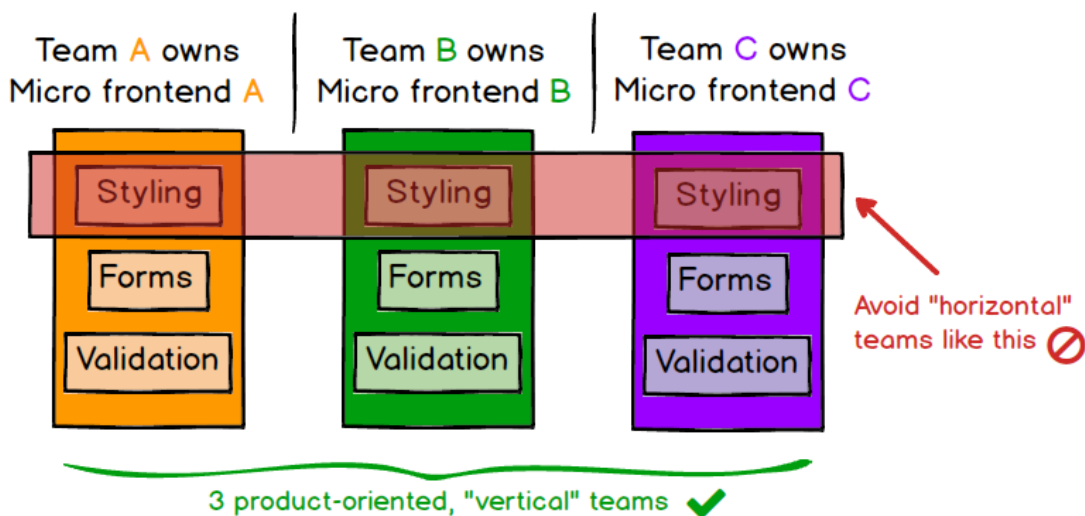 Team A owns
Micro frontend A
Team B owns
Micro frontend B
Team C owns
Micro frontend C
Styling
Styling
Styling
Forms
Forms
Forms
Validation
Validation
Validation
Avoid "horizontal"
teams like this
3 product-oriented, "vertical" teams